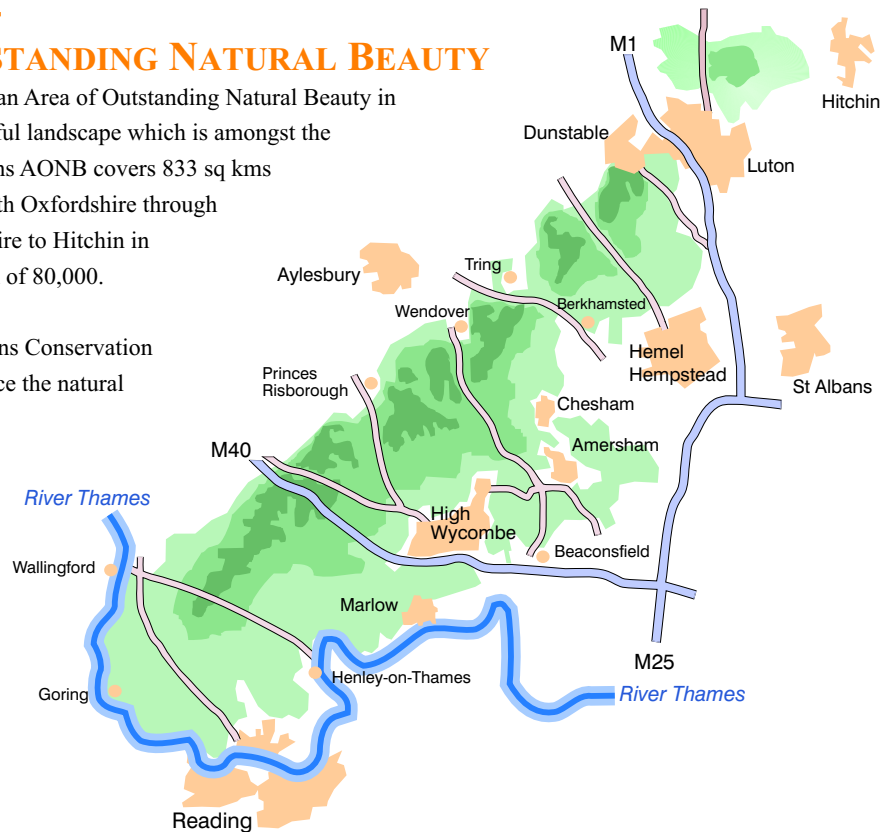 STANDING NATURAL BEAUTY
an Area of Outstanding Natural Beauty in
ful landscape which is amongst the
ns AONB covers 833 sq kms
th Oxfordshire through
ire to Hitchin in
of 80,000.
ns Conservation
ce the natural
M1
Hitchin
Dunstable
Luton
Aylesbury
Tring
Wendover
Berkhamsted
Hemel
Hempstead
St Albans
Princes
Risborough
Chesham
Amersham
M40
River Thames
High
Wycombe
Beaconsfield
Wallingford
Marlow
M25
Goring
Henley-on-Thames
River Thames
Reading